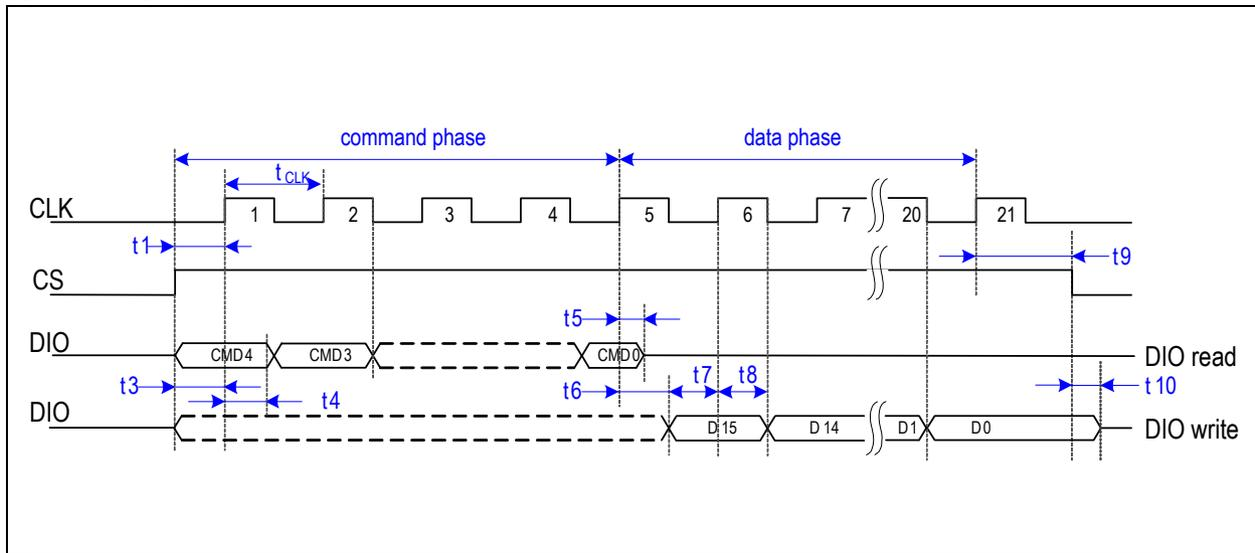 command phase data phase
t CLK
CLK 1 2 3 4 5 6 7 20 21
t1 t9
CS
t5
DIO CMD4 CMD3 CMD0 DIO read
t3 t4 t6 t7 t8 t10
DIO D15 D14 D1 D0 DIO write